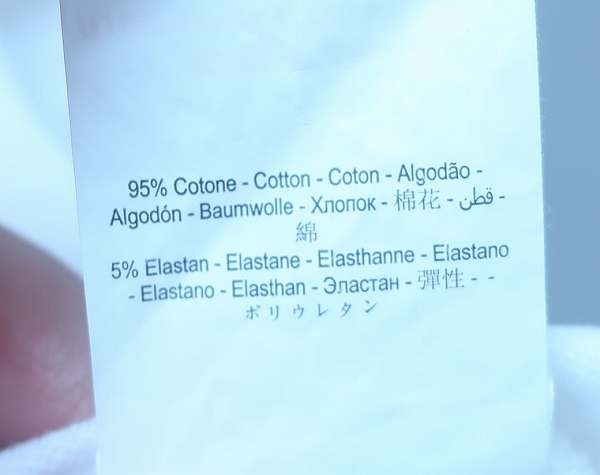 95% Cotone - Cotton - Coton - Algodão -
Algodón - Baumwolle - Хлопок - 棉花 - قطن -
綿
5% Elastan - Elastane - Elasthanne - Elastano
- Elastano - Elasthan - Эластан - 彈性 - -
ポリウレタン